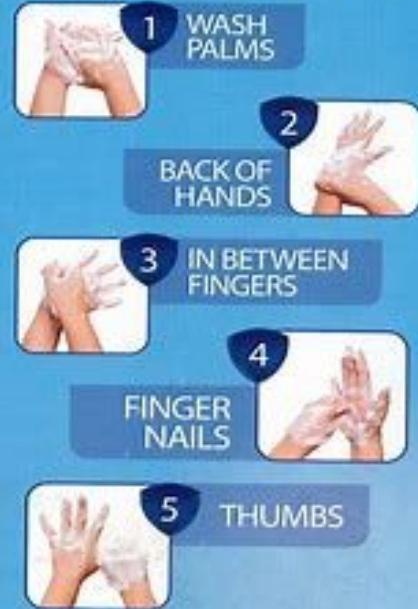 1 WASH
PALMS
2
BACK OF
HANDS
3 IN BETWEEN
FINGERS
4
FINGER
NAILS
5 THUMBS